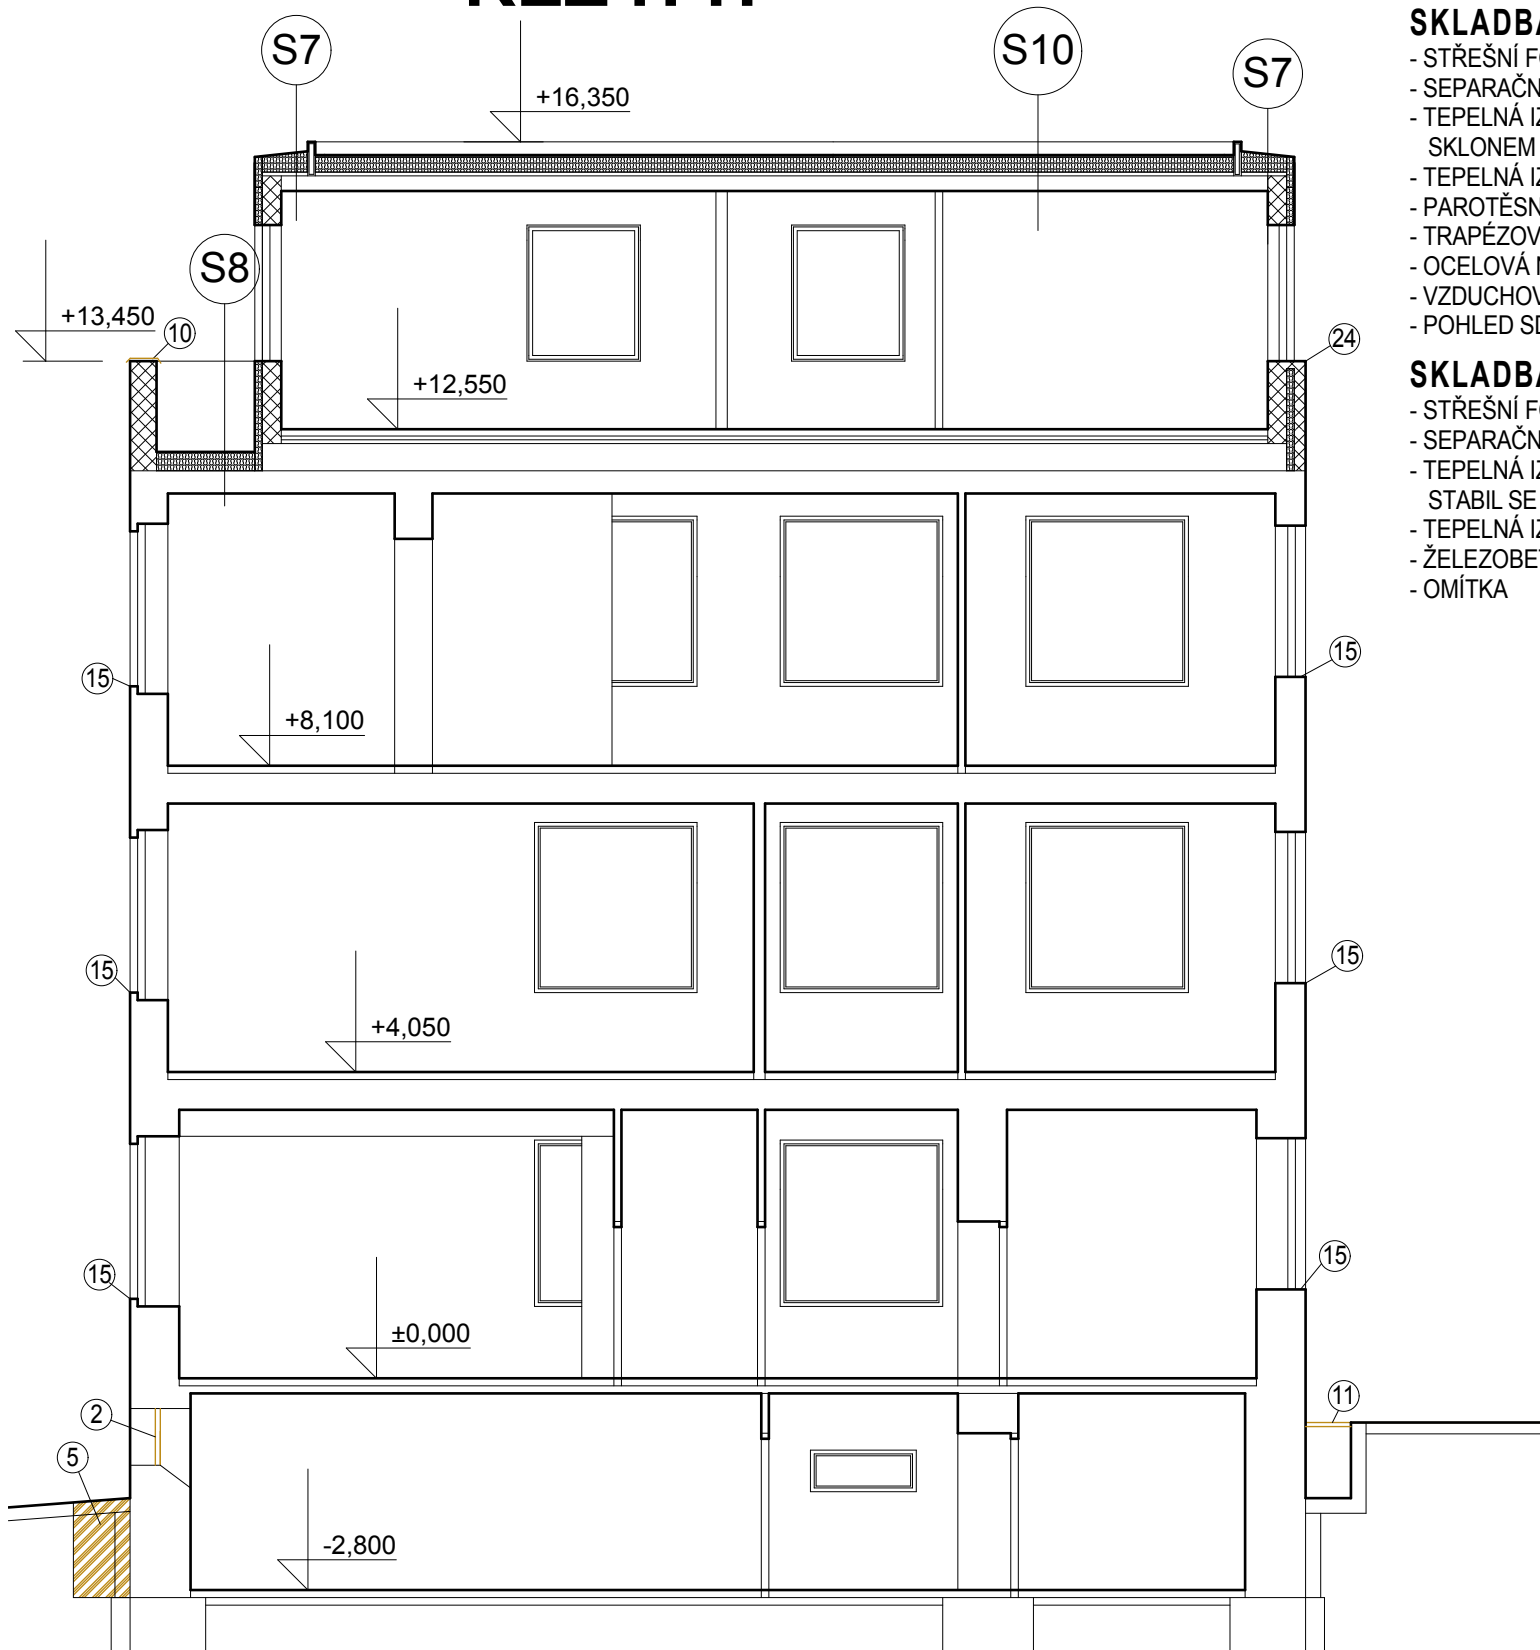 S7
S10
S7
+16,350
S8
+13,450
10
+12,550
24
15
15
+8,100
15
15
+4,050
15
15
±0,000
2
11
5
-2,800
SKLADBA
- STŘEŠNÍ
- SEPARAČN
- TEPELNÁ
SKLONEM
- TEPELNÁ
- PAROTĚSN
- TRAPÉZOV
- OCELOVÁ
- VZDUCHOV
- POHLED
SKLADBA
- STŘEŠNÍ
- SEPARAČN
- TEPELNÁ
STABIL SE
- TEPELNÁ
- ŽELEZOBE
- OMÍTKA